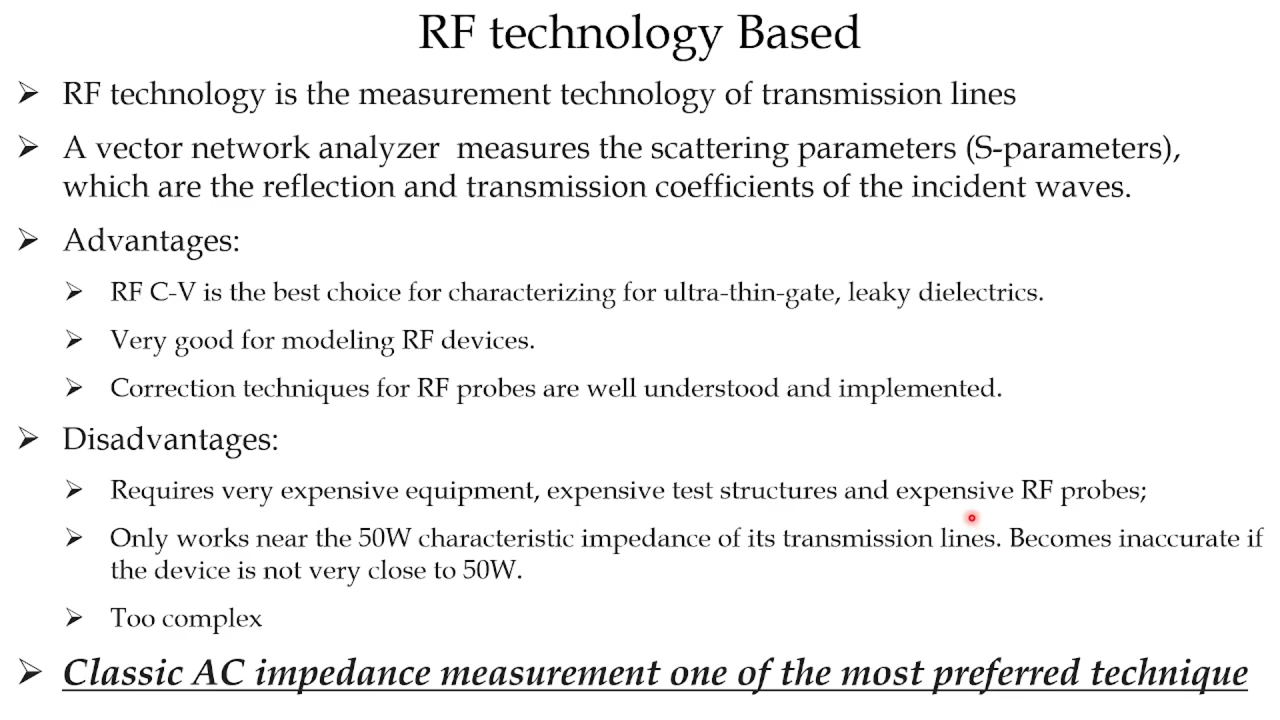 RF technology Based
RF technology is the measurement technology of transmission lines
A vector network analyzer measures the scattering parameters (S-parameters),
which are the reflection and transmission coefficients of the incident waves.
Advantages:
RF C-V is the best choice for characterizing for ultra-thin-gate, leaky dielectrics.
Very good for modeling RF devices.
Correction techniques for RF probes are well understood and implemented.
Disadvantages:
Requires very expensive equipment, expensive test structures and expensive RF probes;
Only works near the 50W characteristic impedance of its transmission lines. Becomes inaccurate if
the device is not very close to 50W.
Too complex
Classic AC impedance measurement one of the most preferred technique